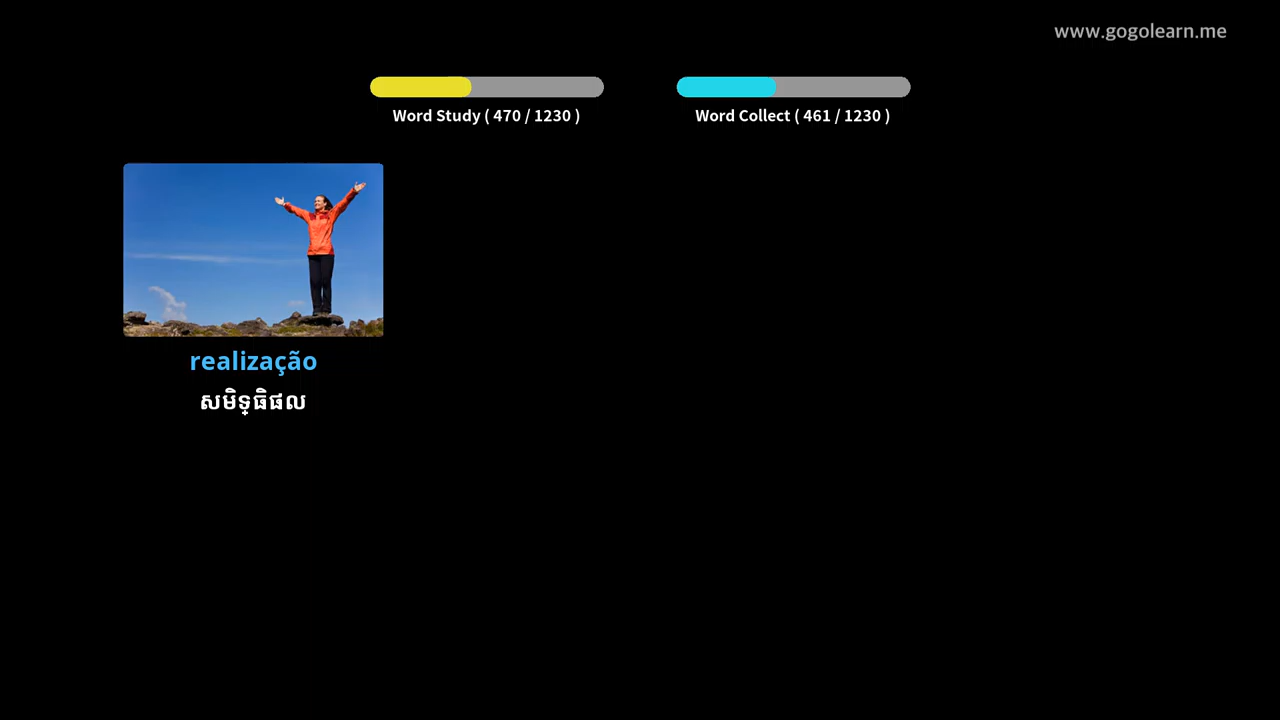 www.gogolearn.me
Word Study ( 470 / 1230 )
Word Collect ( 461 / 1230 )
realização
សមិទ្ធិផល